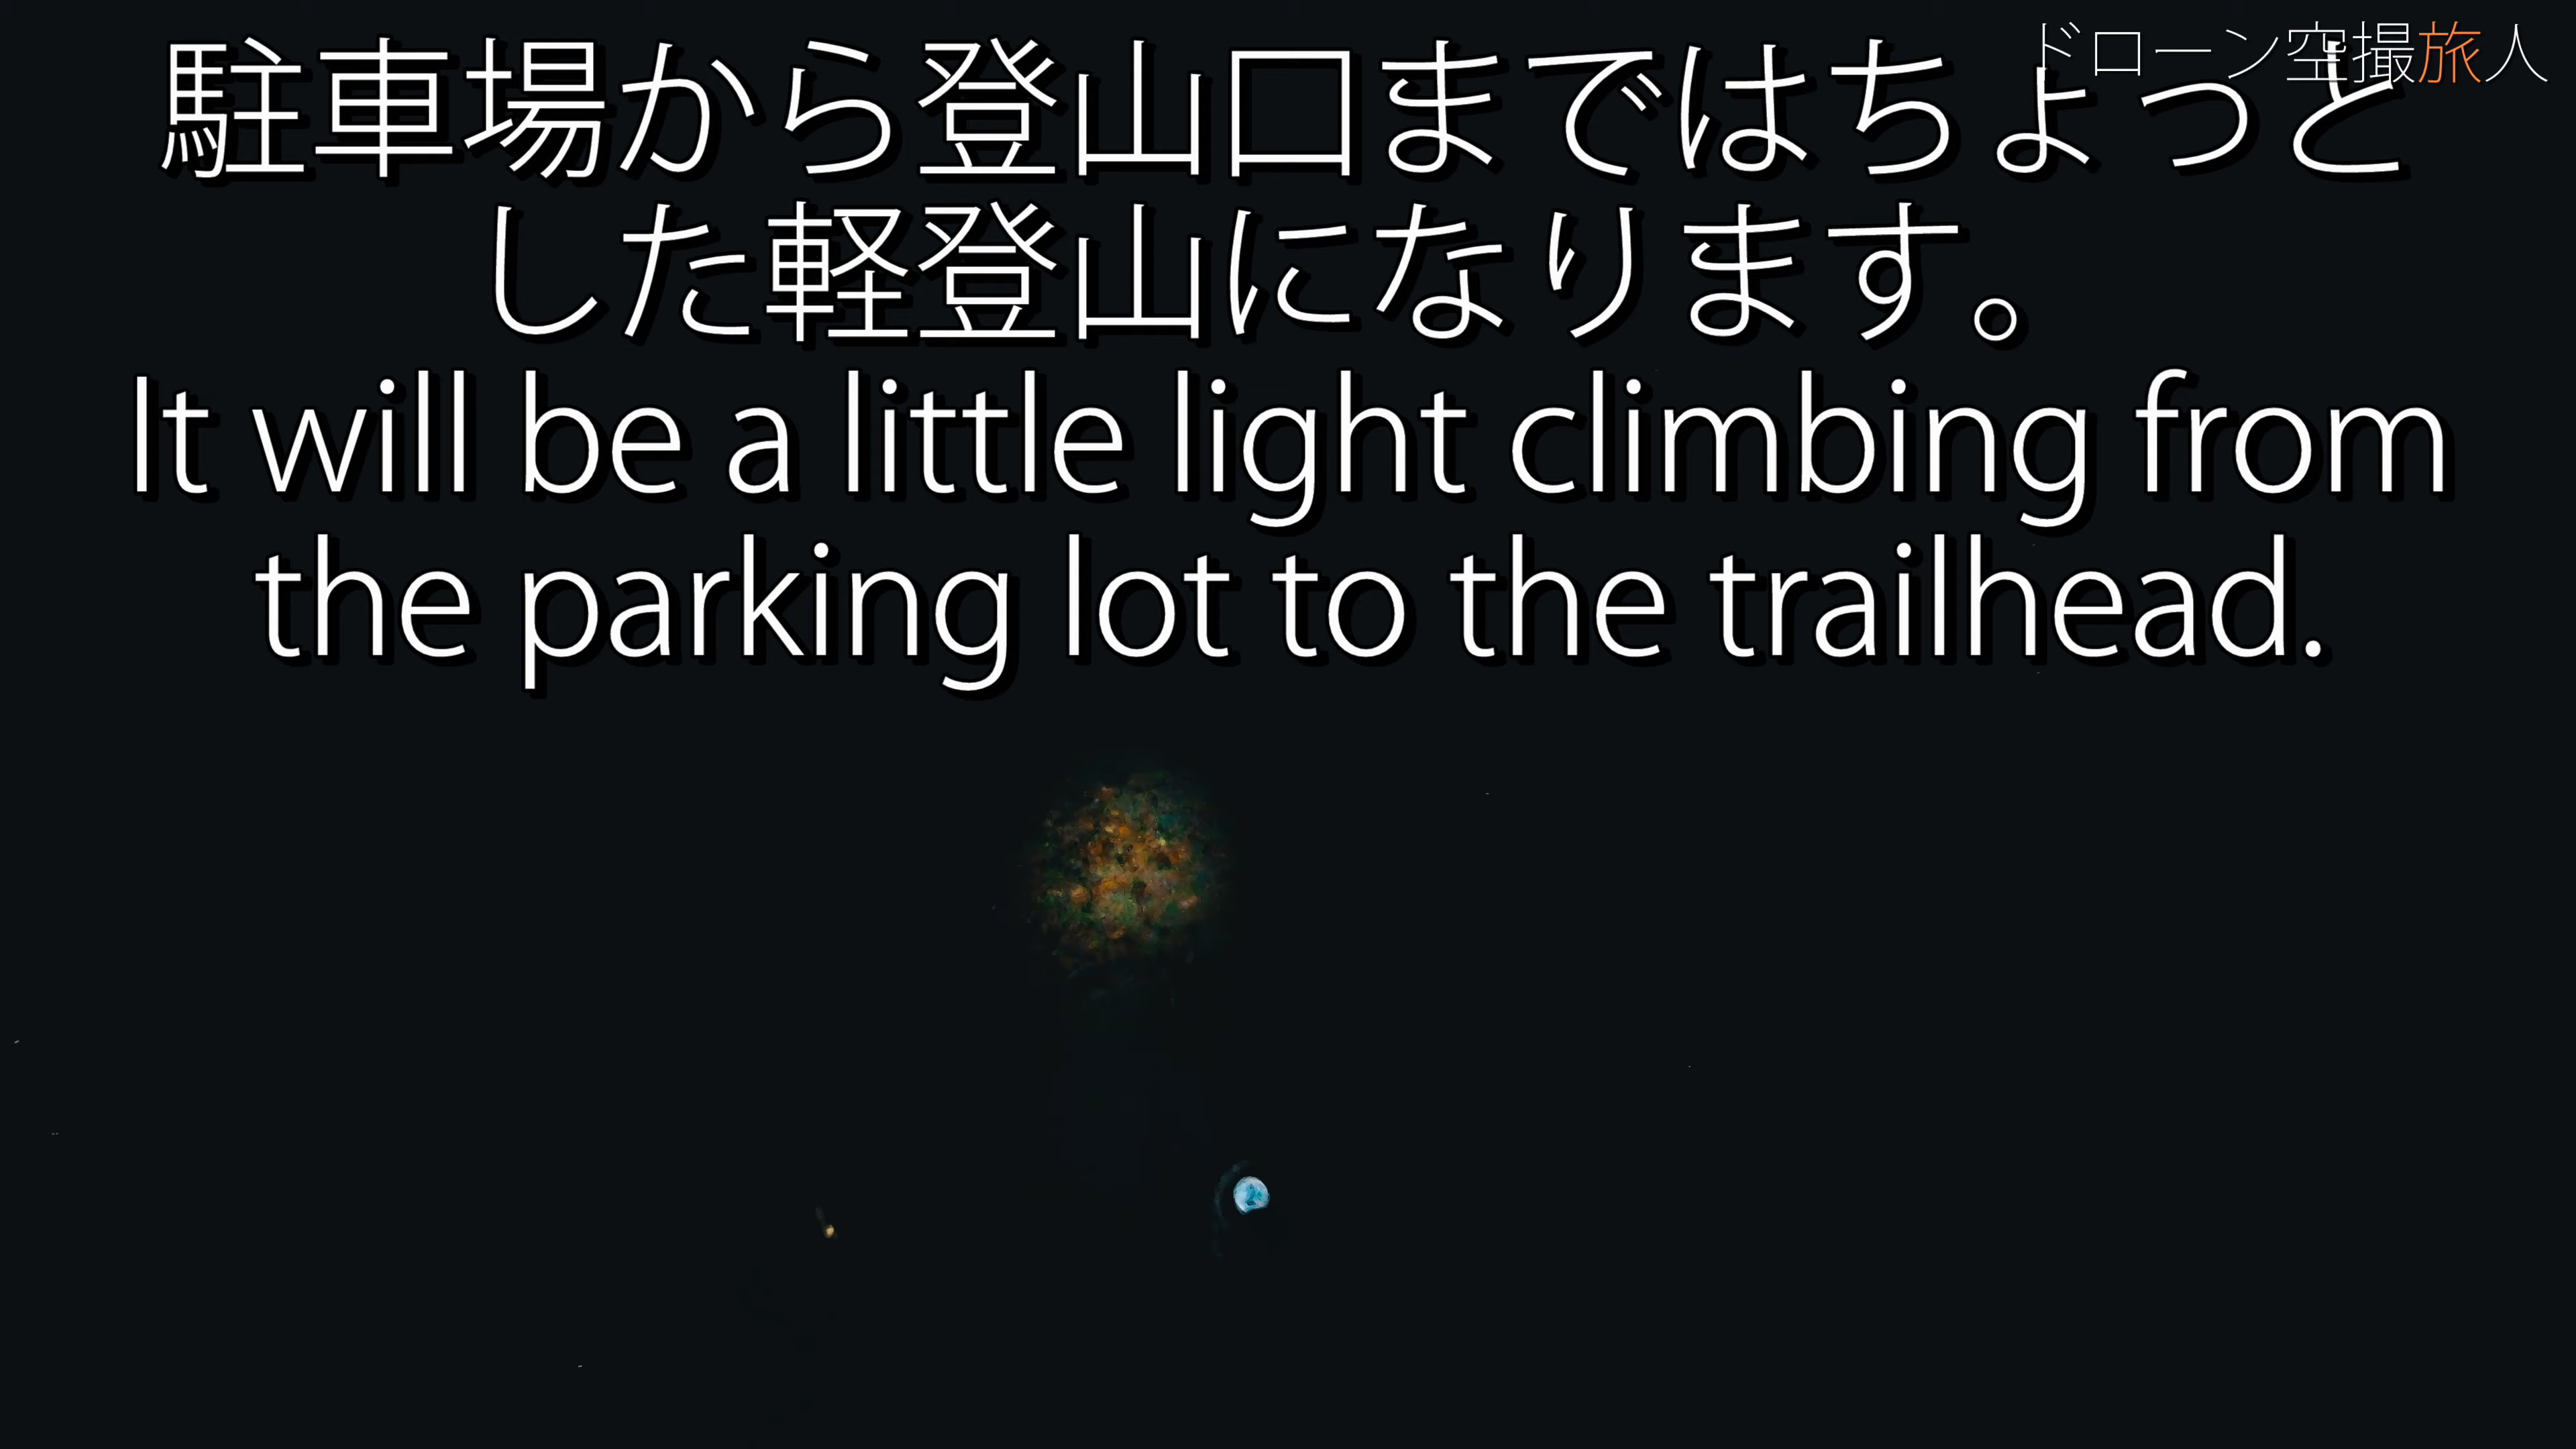 ドローン空撮旅人
駐車場から登山口まではちょっと
した軽登山になります。
It will be a little light climbing from
the parking lot to the trailhead.